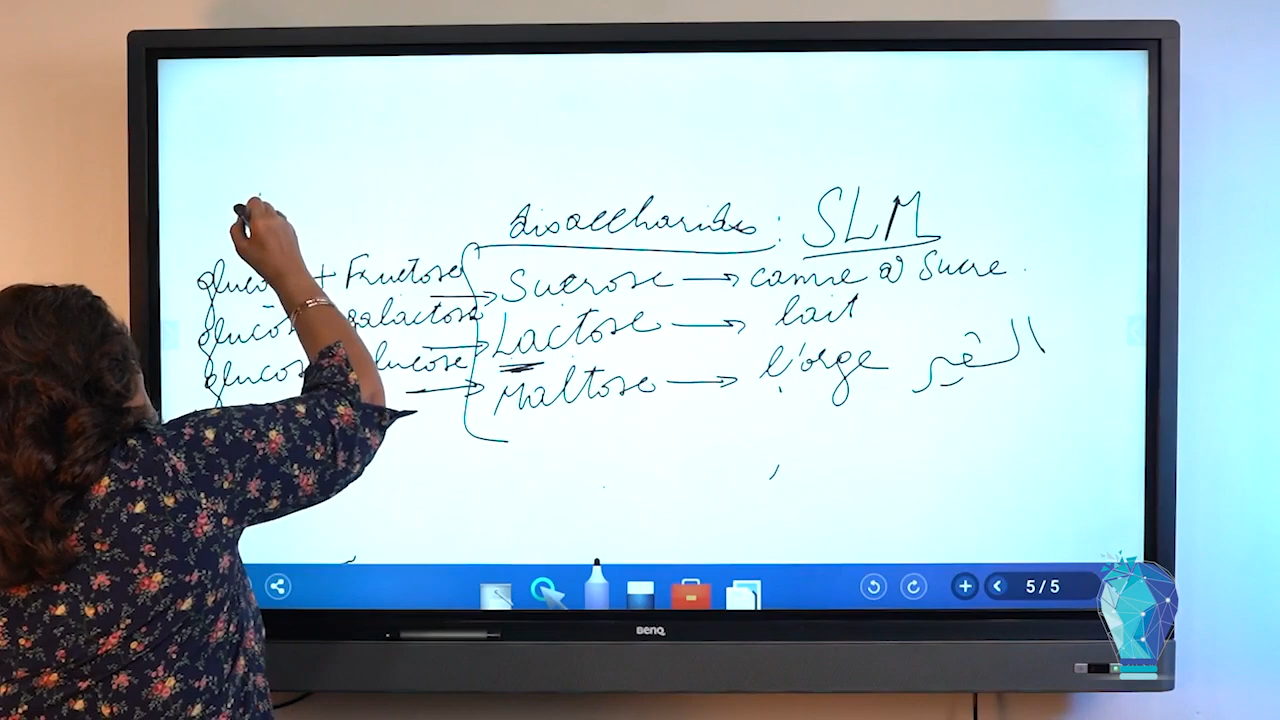 disaccharides : SLM
glucose + Fructose → Sucrose → canne à Sucre
glucose galactose → Lactose → lait
glucose glucose → Maltose → l'orge الشعير
5/5
BenQ